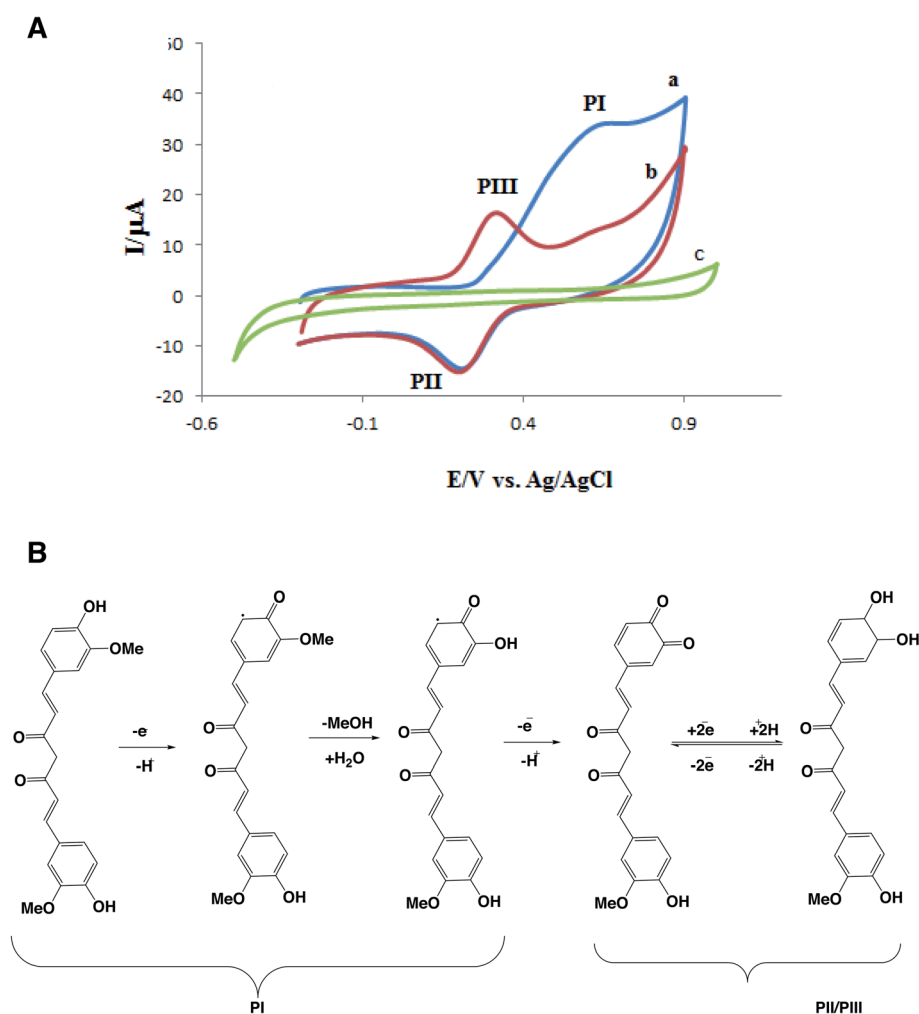 A
50
40
30
20
10
0
-10
-20
I/µA
PI
a
PIII
b
c
PII
-0.6
-0.1
0.4
0.9
E/V vs. Ag/AgCl
B
OH
OMe
O
O
MeO
OH
-e
-H+
O
OMe
O
O
MeO
OH
-MeOH
+H2O
O
OH
O
O
MeO
OH
-e-
-H+
O
O
O
O
MeO
OH
+2e- +2H+
-2e- -2H+
OH
OH
O
O
MeO
OH
PI
PII/PIII